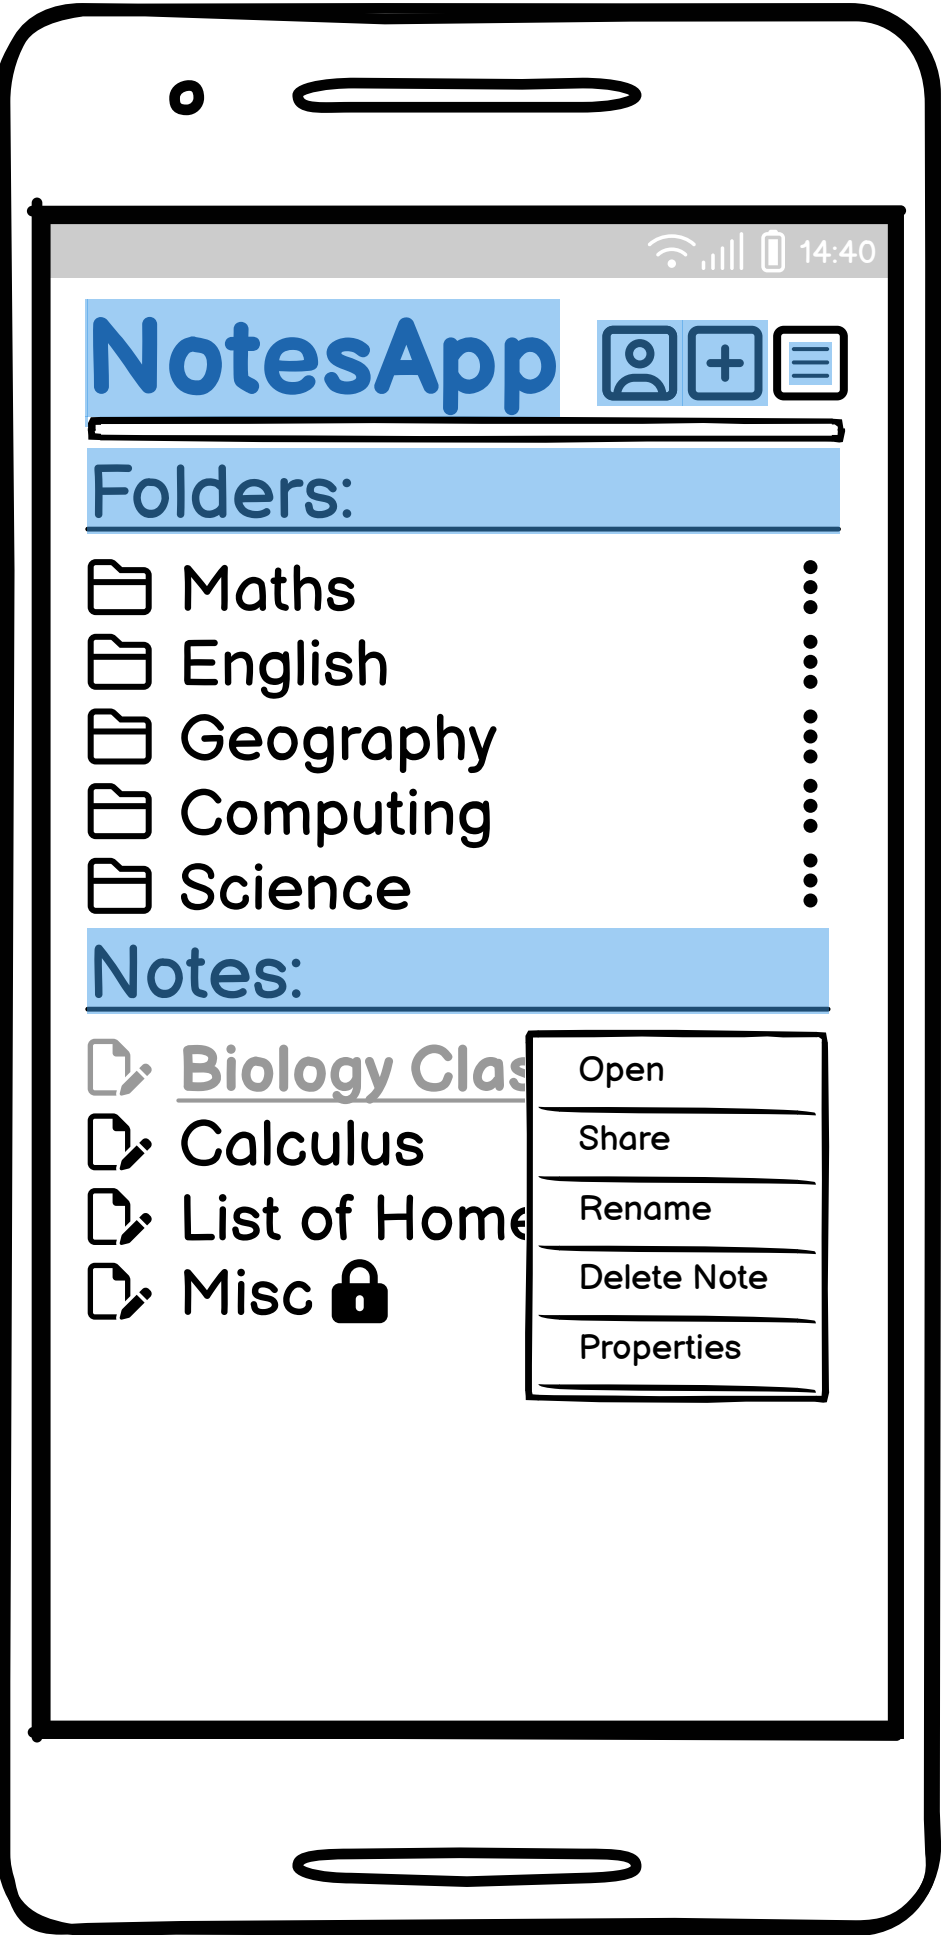 14:40
NotesApp
Folders:
Maths
English
Geography
Computing
Science
Notes:
Biology Clas
Open
Share
Calculus
List of Home
Rename
Misc
Delete Note
Properties